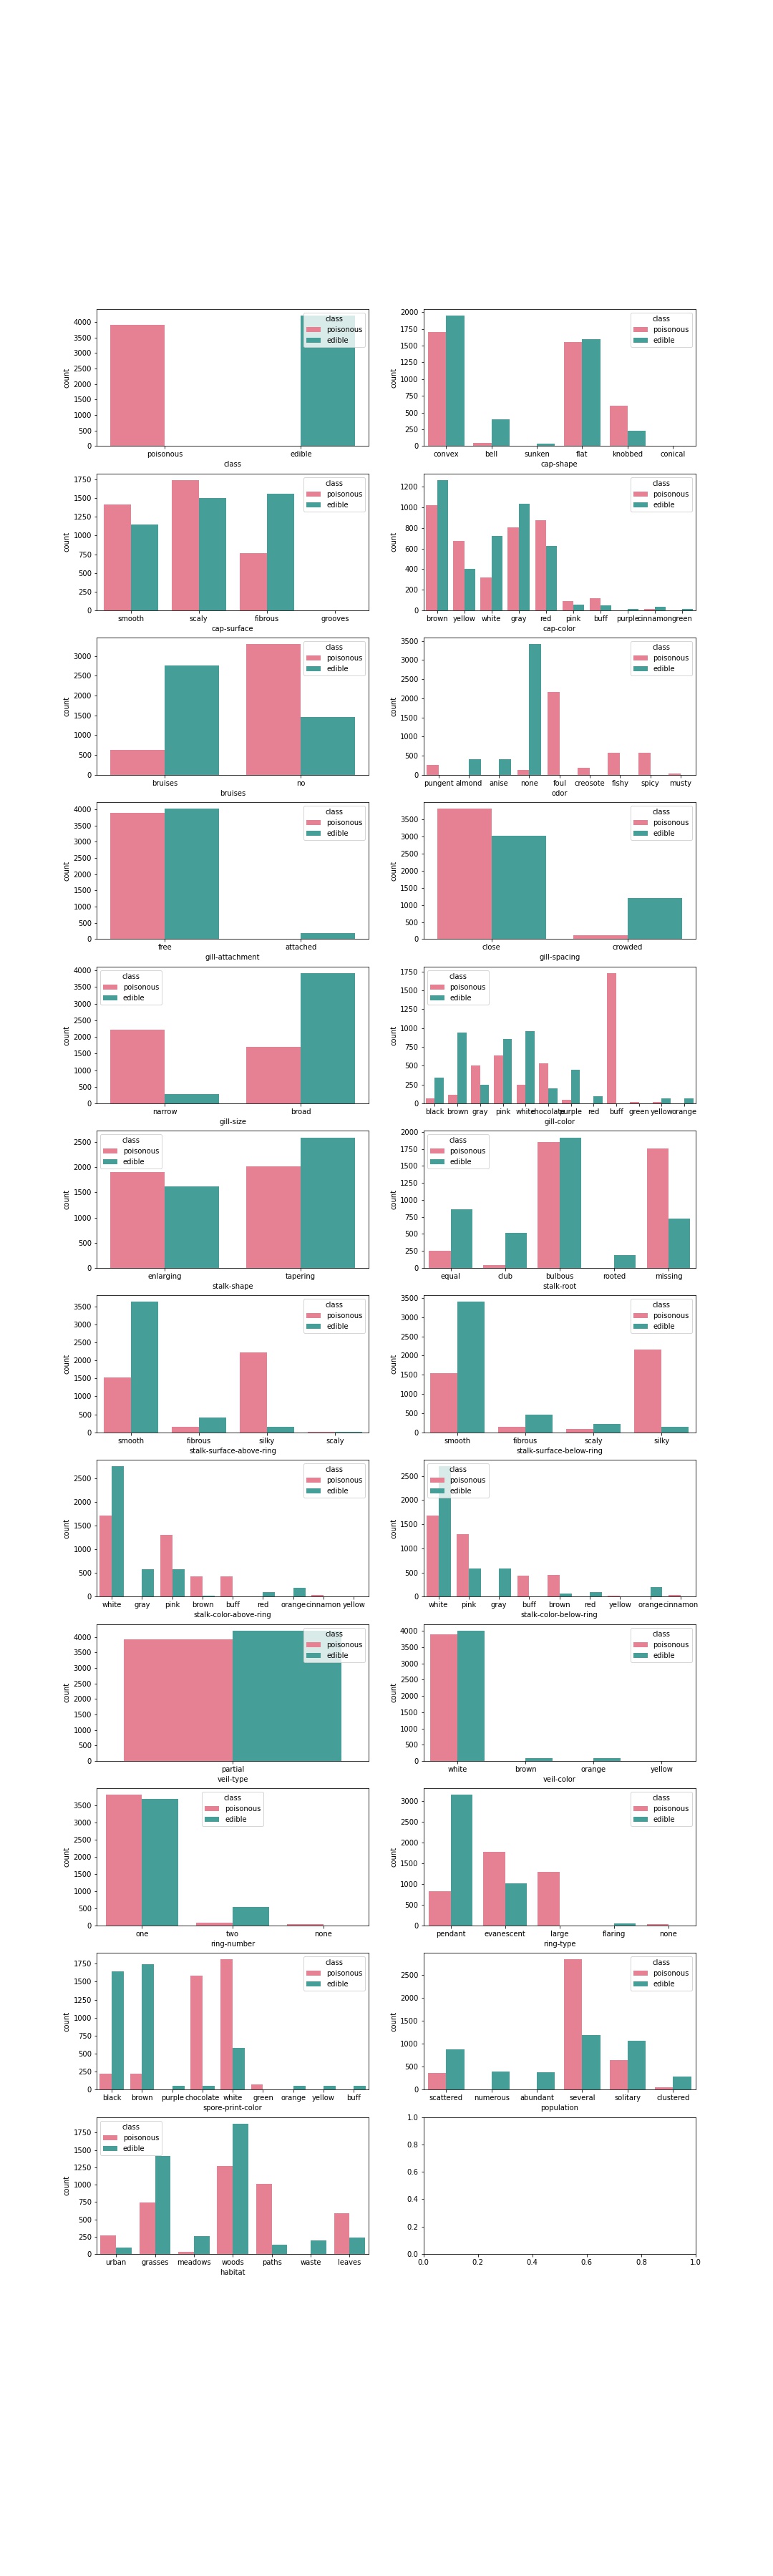 class
poisonous
edible
4000
3500
3000
2500
2000
1500
1000
500
0
count
poisonous edible
class
class
poisonous
edible
2000
1750
1500
1250
1000
750
500
250
0
count
convex bell sunken flat knobbed conical
cap-shape
class
poisonous
edible
1750
1500
1250
1000
750
500
250
0
count
smooth scaly fibrous grooves
cap-surface
class
poisonous
edible
1200
1000
800
600
400
200
0
count
brown yellow white gray red pink buff purple cinnamon green
cap-color
class
poisonous
edible
3000
2500
2000
1500
1000
500
0
count
bruises no
bruises
class
poisonous
edible
3500
3000
2500
2000
1500
1000
500
0
count
pungent almond anise none foul creosote fishy spicy musty
odor
class
poisonous
edible
4000
3500
3000
2500
2000
1500
1000
500
0
count
free attached
gill-attachment
class
poisonous
edible
3500
3000
2500
2000
1500
1000
500
0
count
close crowded
gill-spacing
class
poisonous
edible
4000
3500
3000
2500
2000
1500
1000
500
0
count
narrow broad
gill-size
class
poisonous
edible
1750
1500
1250
1000
750
500
250
0
count
black brown gray pink white chocolate purple red buff green yellow orange
gill-color
class
poisonous
edible
2500
2000
1500
1000
500
0
count
enlarging tapering
stalk-shape
class
poisonous
edible
2000
1750
1500
1250
1000
750
500
250
0
count
equal club bulbous rooted missing
stalk-root
class
poisonous
edible
3500
3000
2500
2000
1500
1000
500
0
count
smooth fibrous silky scaly
stalk-surface-above-ring
class
poisonous
edible
3500
3000
2500
2000
1500
1000
500
0
count
smooth fibrous scaly silky
stalk-surface-below-ring
class
poisonous
edible
2500
2000
1500
1000
500
0
count
white gray pink brown buff red orange cinnamon yellow
stalk-color-above-ring
class
poisonous
edible
2500
2000
1500
1000
500
0
count
white pink gray buff brown red yellow orange cinnamon
stalk-color-below-ring
class
poisonous
edible
4000
3500
3000
2500
2000
1500
1000
500
0
count
partial
veil-type
class
poisonous
edible
4000
3500
3000
2500
2000
1500
1000
500
0
count
white brown orange yellow
veil-color
class
poisonous
edible
3500
3000
2500
2000
1500
1000
500
0
count
one two none
ring-number
class
poisonous
edible
3000
2500
2000
1500
1000
500
0
count
pendant evanescent large flaring none
ring-type
class
poisonous
edible
1750
1500
1250
1000
750
500
250
0
count
black brown purple chocolate white green orange yellow buff
spore-print-color
class
poisonous
edible
2500
2000
1500
1000
500
0
count
scattered numerous abundant several solitary clustered
population
class
poisonous
edible
1750
1500
1250
1000
750
500
250
0
count
urban grasses meadows woods paths waste leaves
habitat
1.0
0.8
0.6
0.4
0.2
0.0
0.0 0.2 0.4 0.6 0.8 1.0